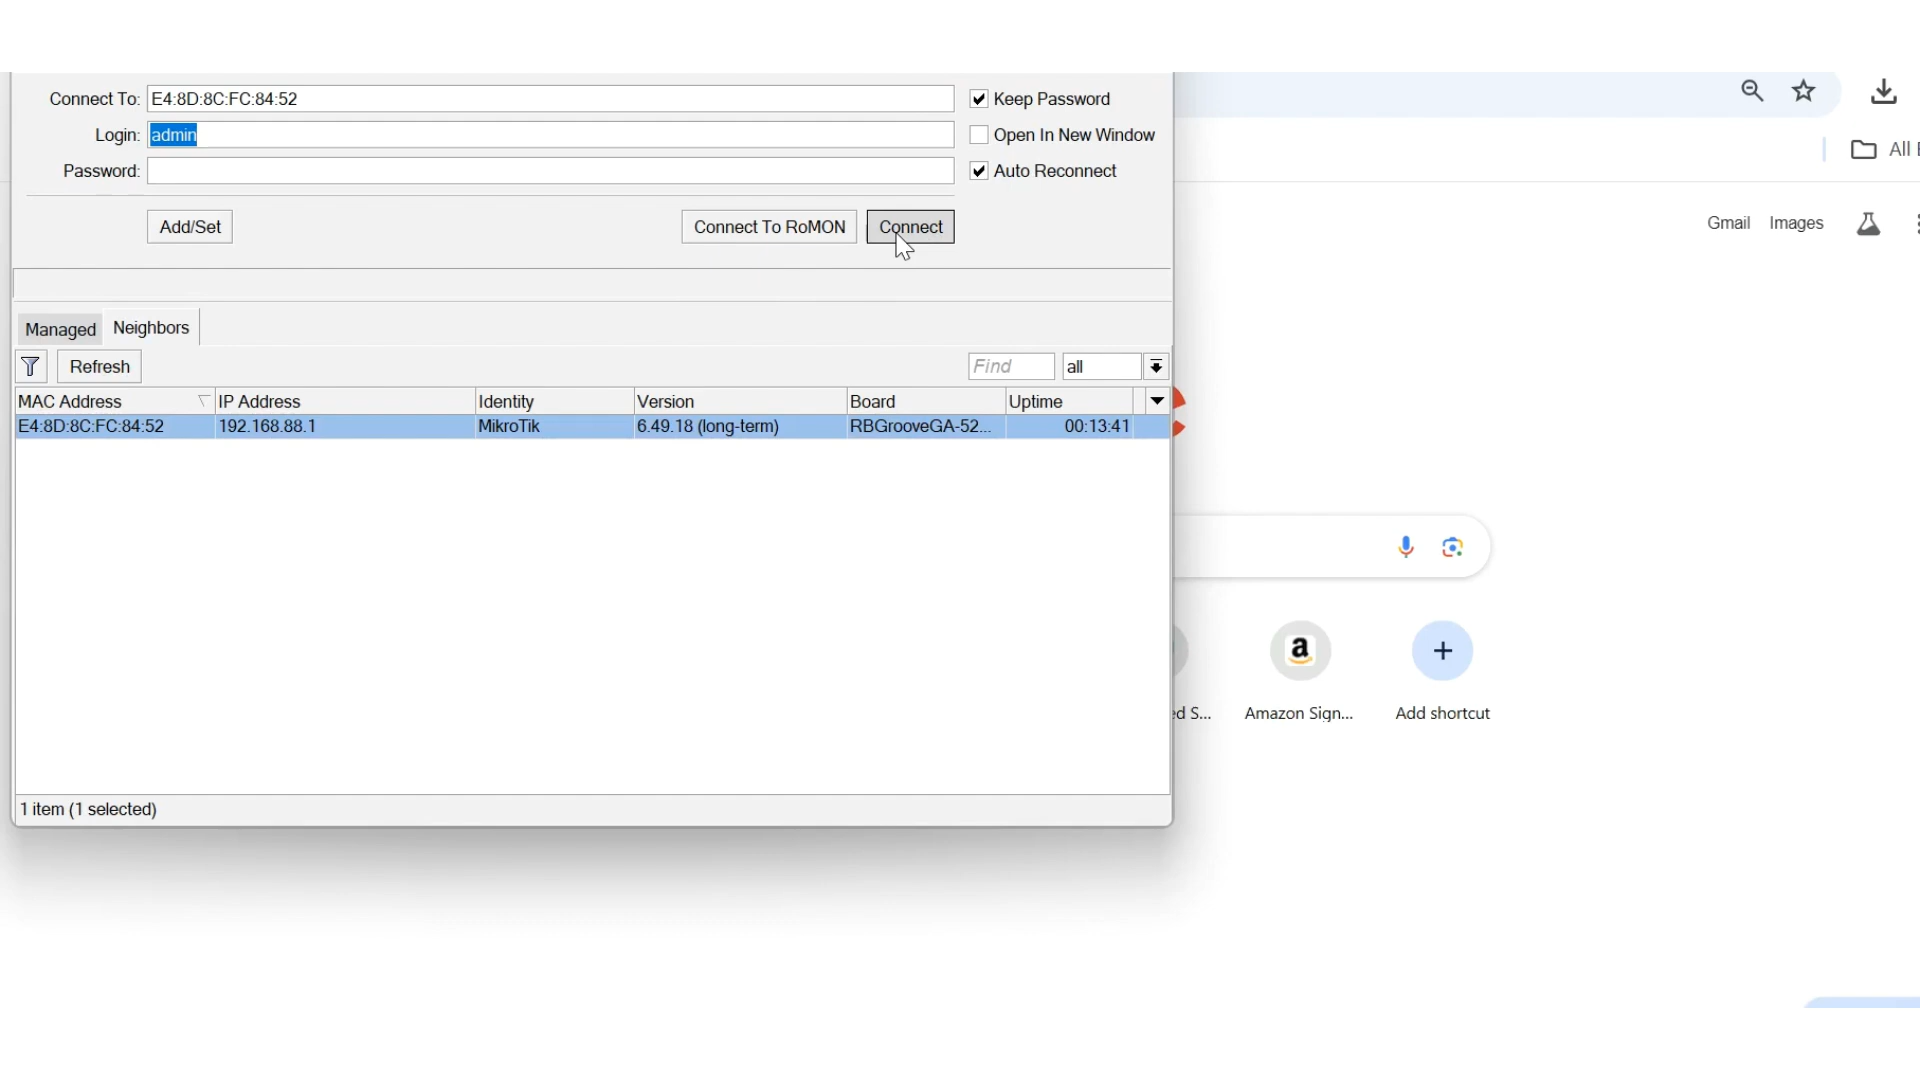 Connect To: E4:8D:8C:FC:84:52 Keep Password
Login: admin Open In New Window
Password: Auto Reconnect
All
Add/Set Connect To RoMON Connect
Gmail Images
Managed Neighbors
Refresh Find all
MAC Address IP Address Identity Version Board Uptime
E4:8D:8C:FC:84:52 192.168.88.1 MikroTik 6.49.18 (long-term) RBGrooveGA-52... 00:13:41
ed S... Amazon Sign... Add shortcut
1 item (1 selected)